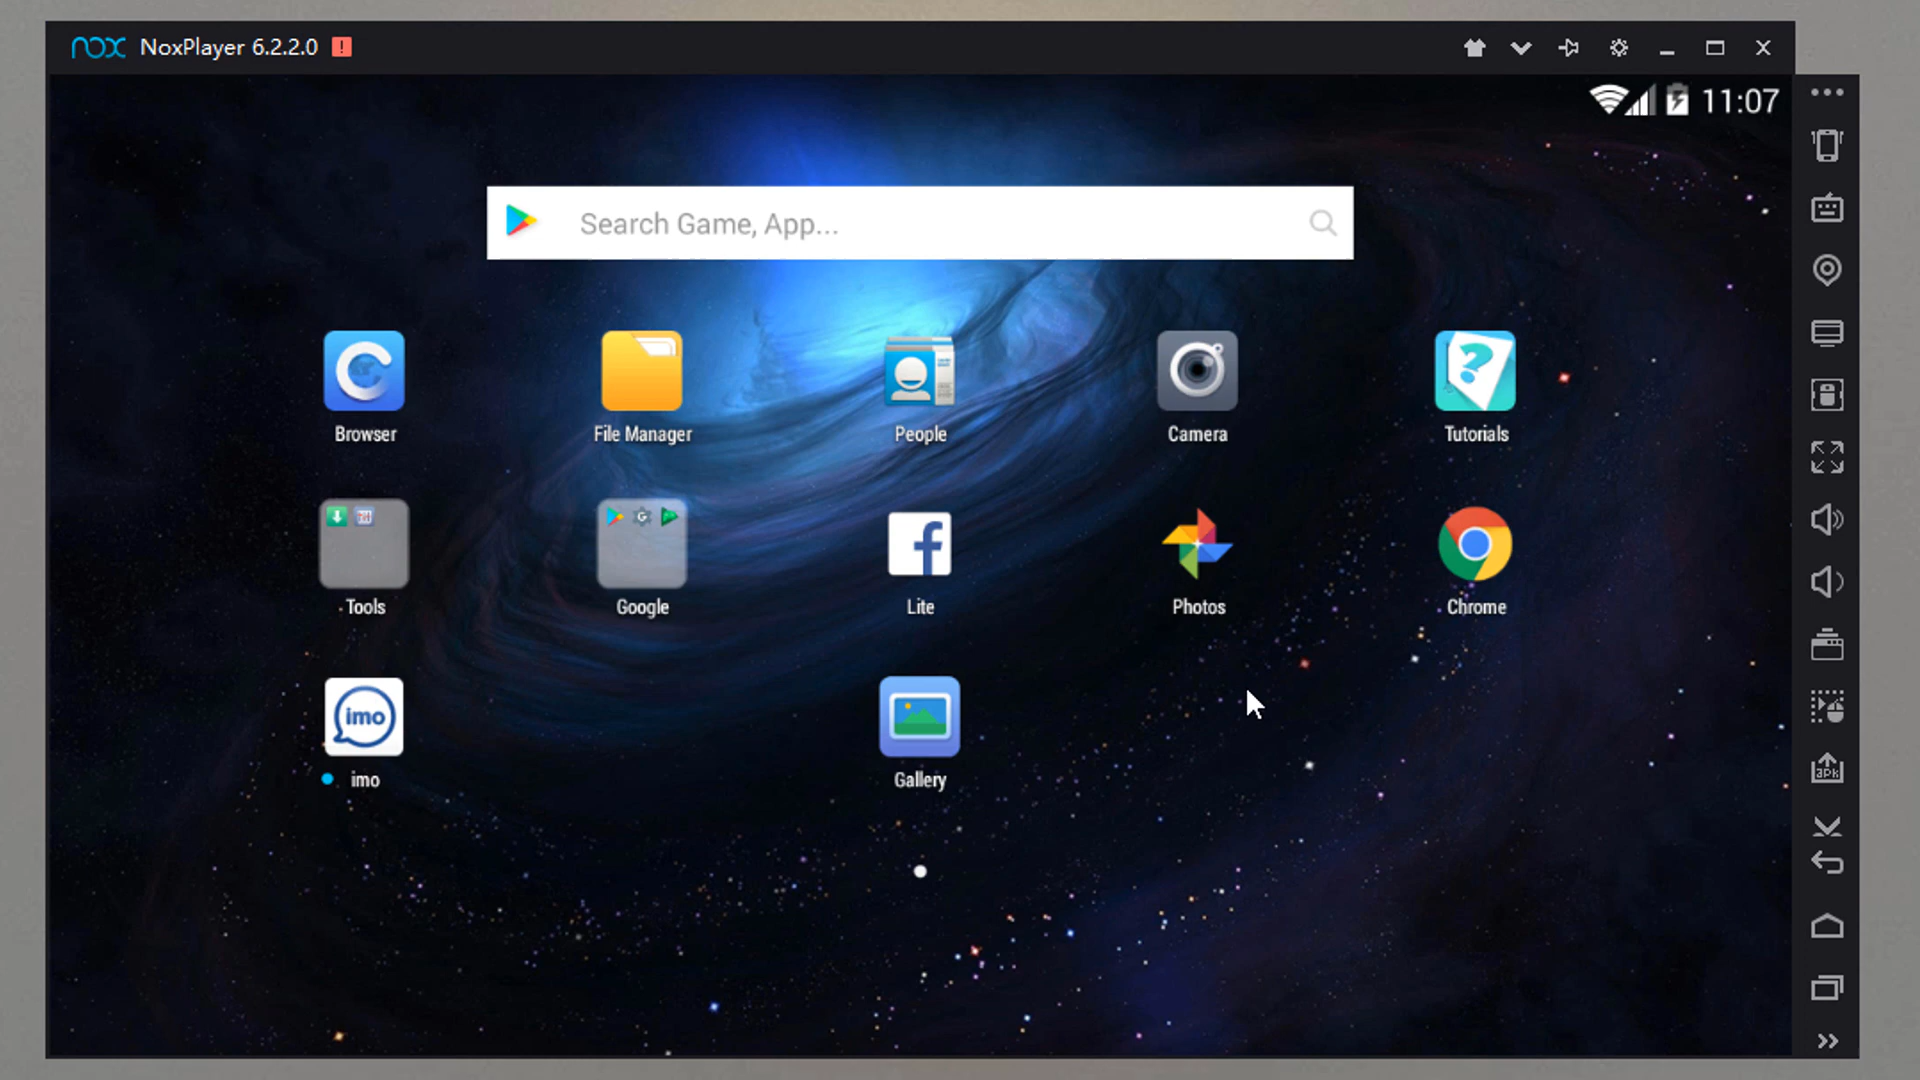 nox NoxPlayer 6.2.2.0
11:07
Search Game, App...
Browser
File Manager
People
Camera
Tutorials
Tools
Google
Lite
Photos
Chrome
imo
imo
Gallery
apk